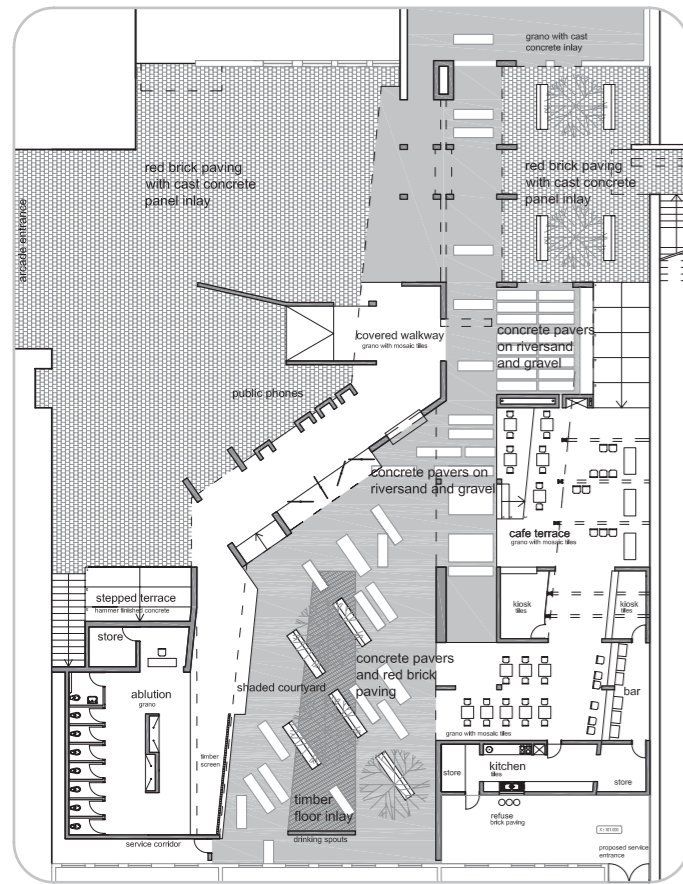 grano with cast
concrete inlay
red brick paving
with cast concrete
panel inlay
red brick paving
with cast concrete
panel inlay
arcade entrance
covered walkway
grano with mosaic tiles
concrete pavers
on riversand
and gravel
public phones
concrete pavers on
riversand and gravel
cafe terrace
grano with mosaic tiles
stepped terrace
hammer finished concrete
kiosk
tiles
kiosk
tiles
store
ablution
grano
shaded courtyard
concrete pavers
and red brick
paving
bar
grano with mosaic tiles
timber
screen
store
kitchen
tiles
store
timber
floor inlay
refuse
brick paving
drinking spouts
service corridor
proposed service
entrance